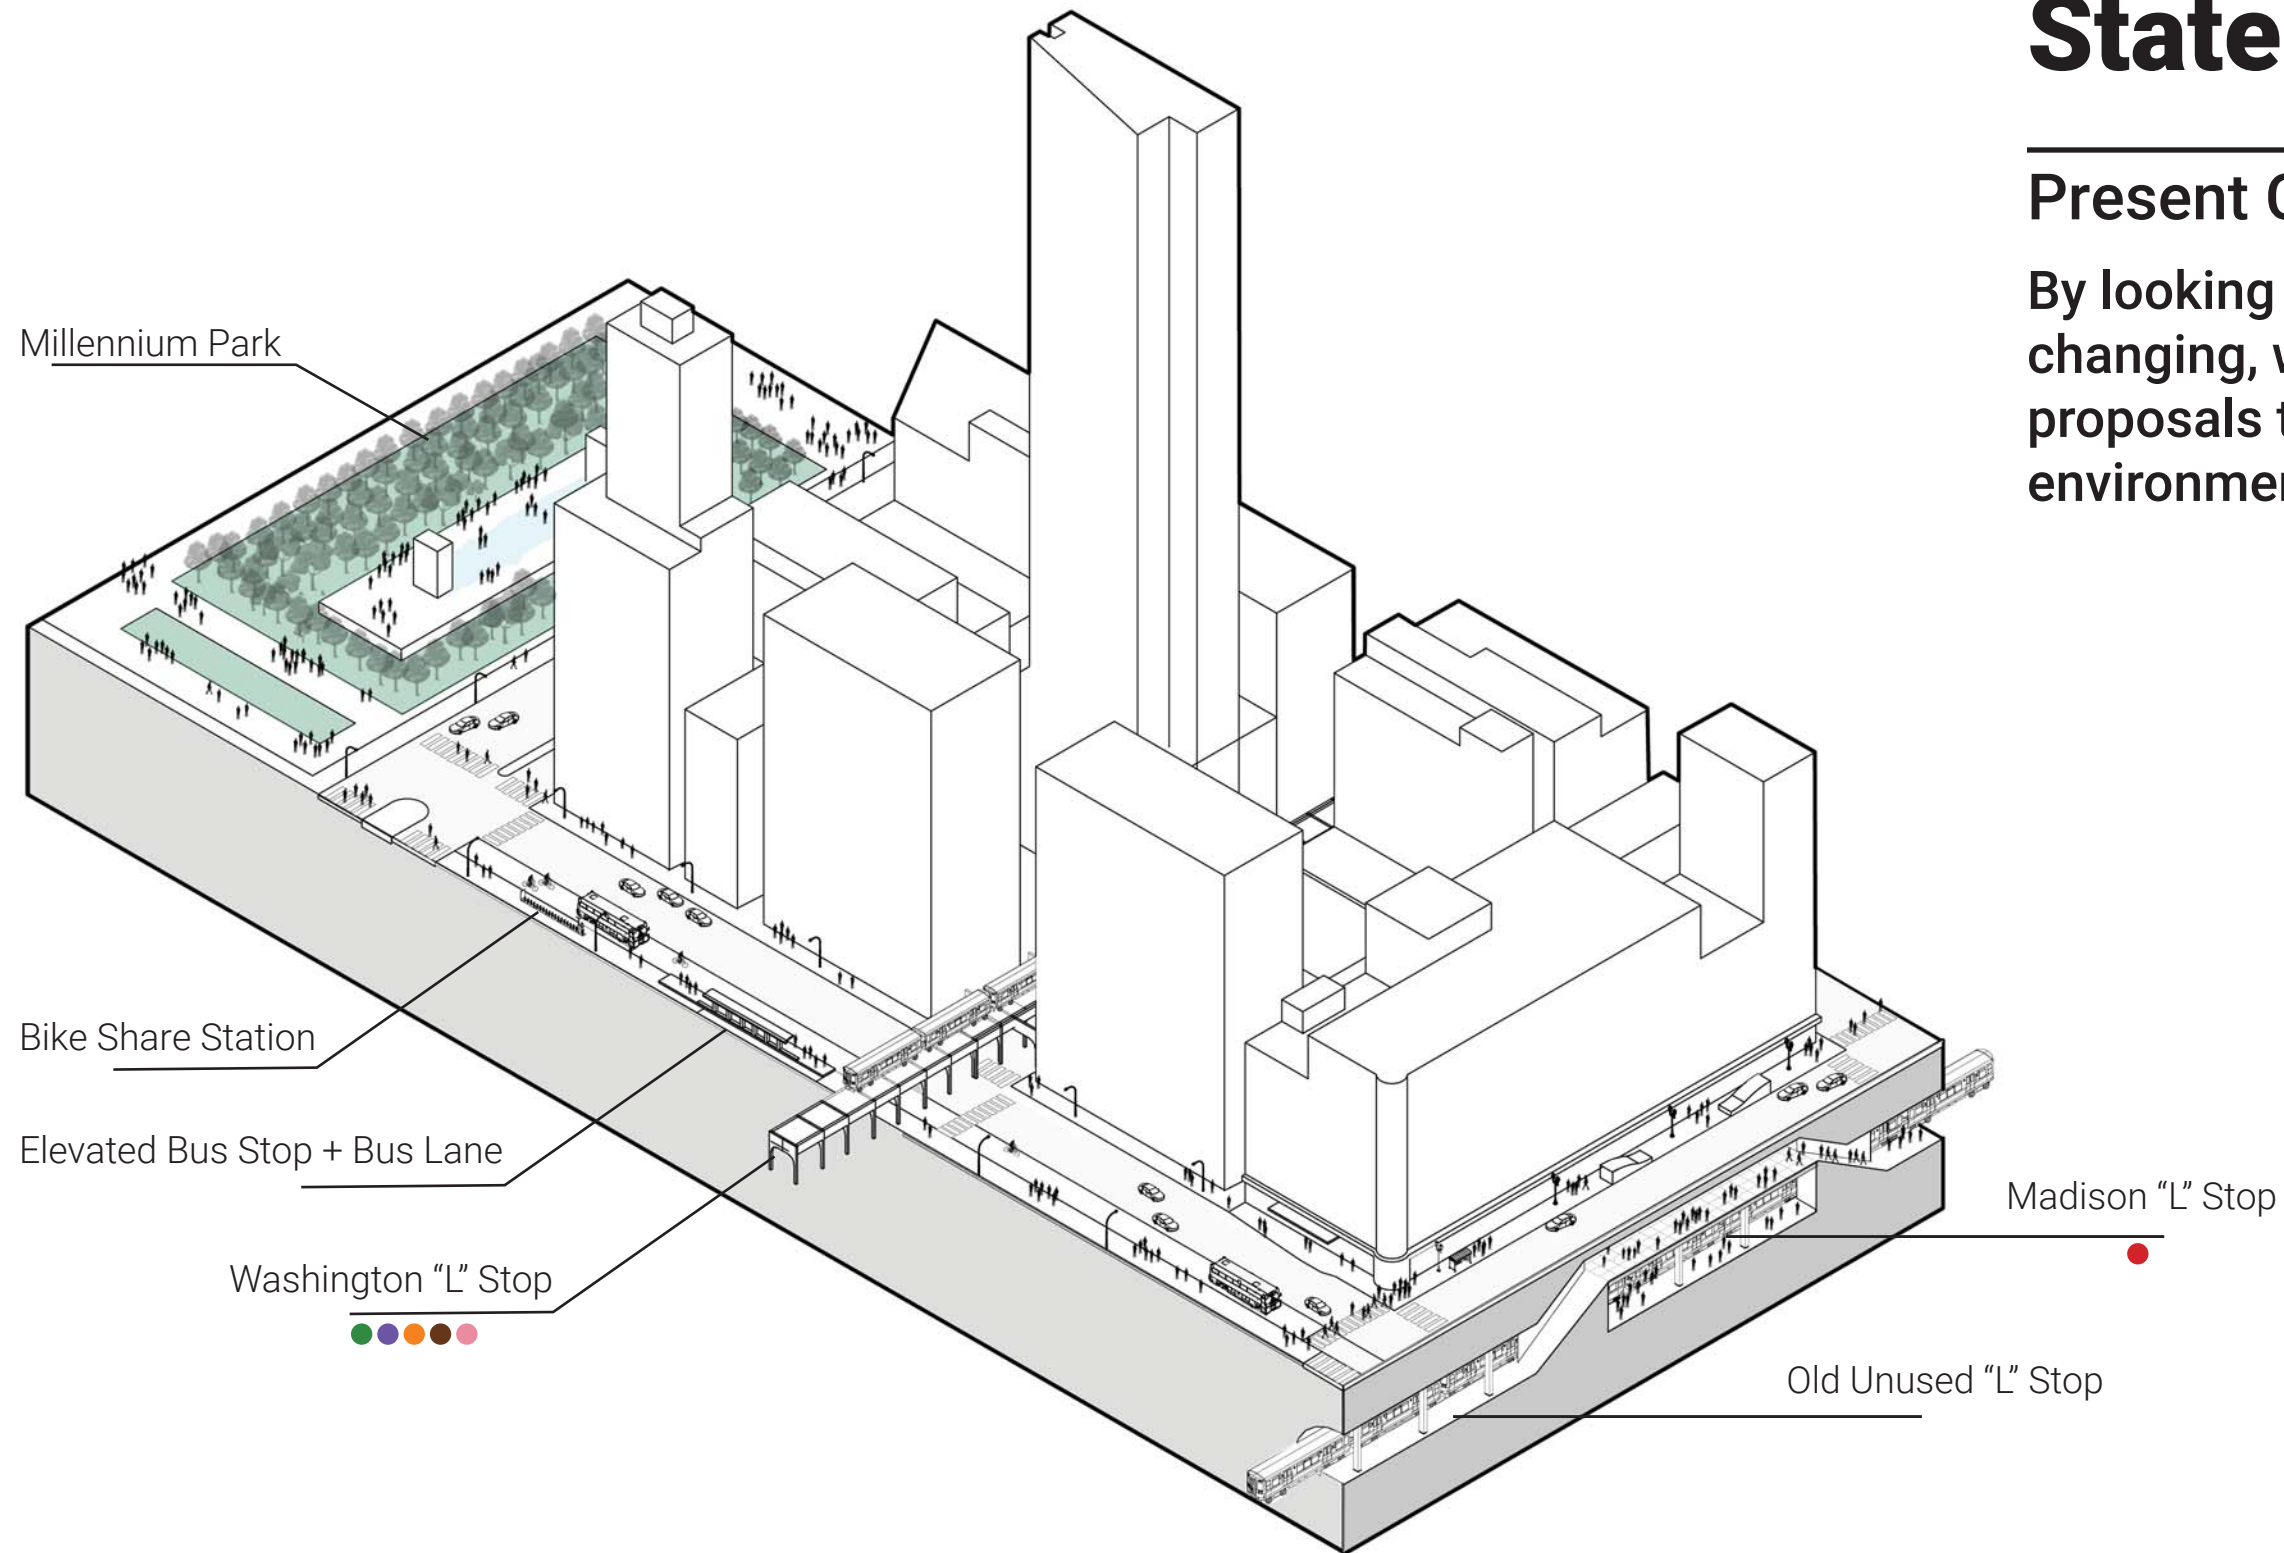 State
Present
By looking
changing,
proposals
environmen
Millennium Park
Bike Share Station
Elevated Bus Stop + Bus Lane
Washington “L” Stop
Madison “L” Stop
Old Unused “L” Stop